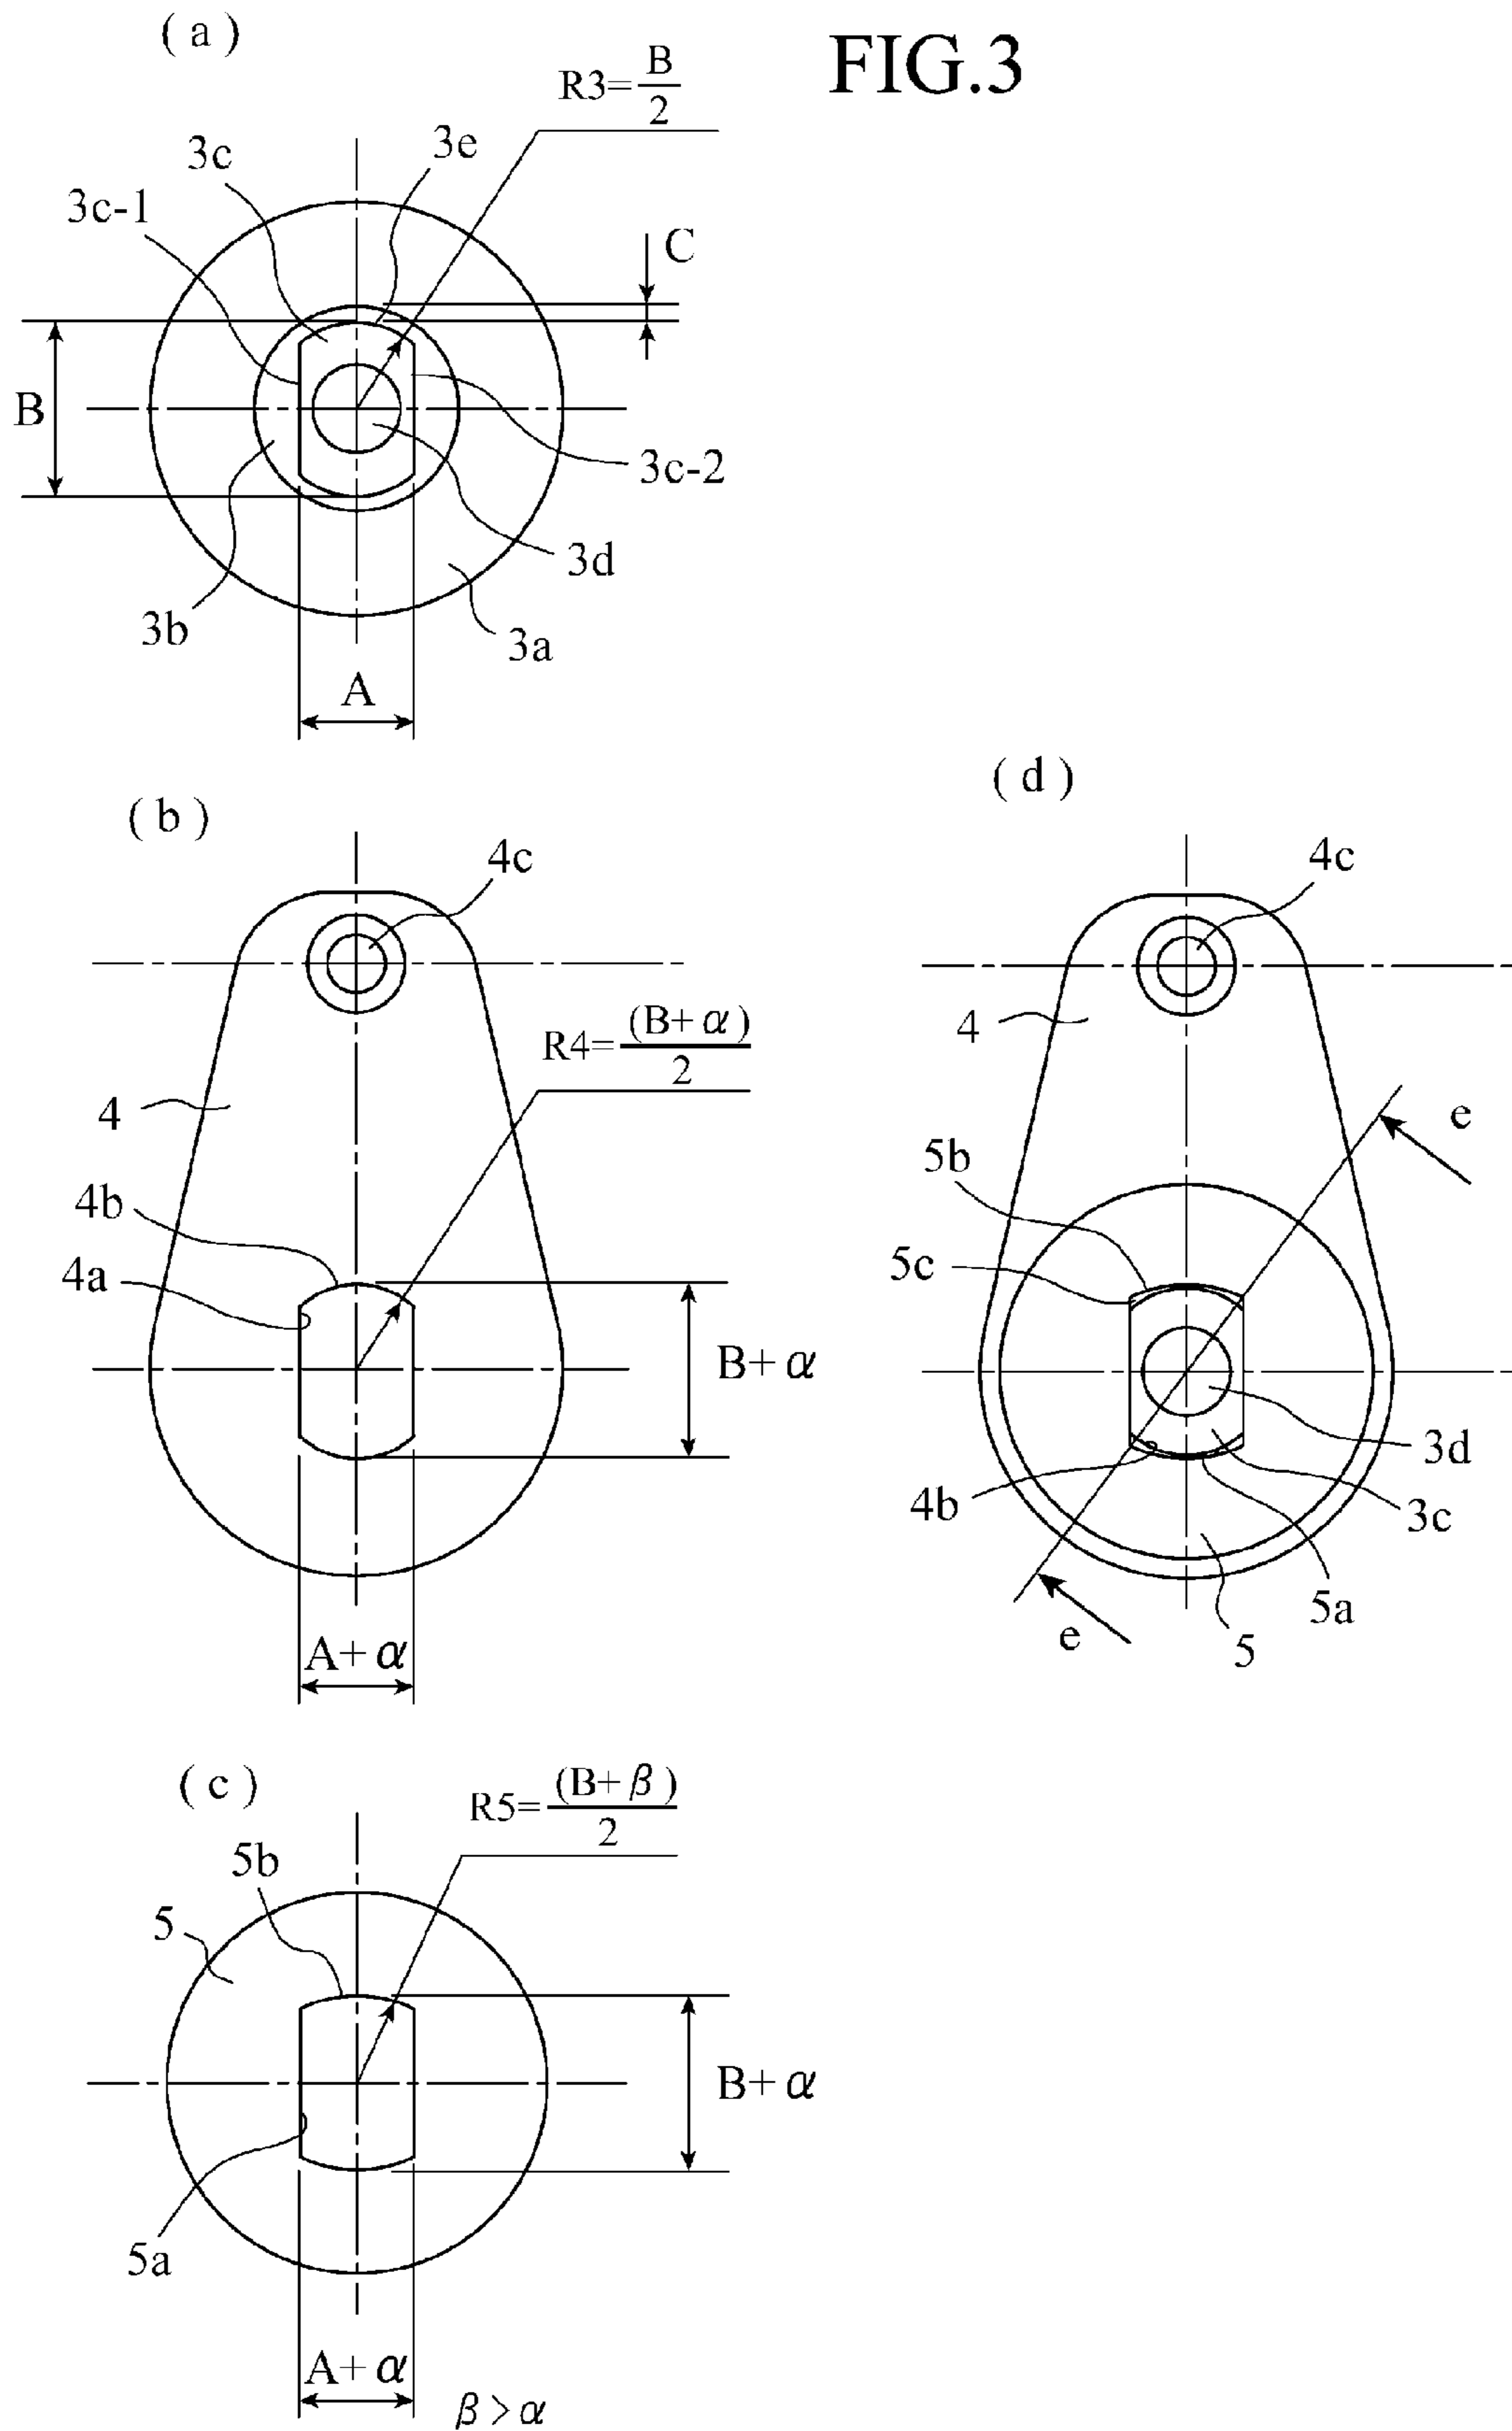 FIG.3
( a )
R3=B/2
3c
3e
3c-1
C
B
3c-2
3d
3b
3a
A
( b )
4c
R4=(B+α)/2
4
4b
4a
B+α
A+α
( d )
4c
4
e
5b
5c
3d
4b
3c
5a
e
5
( c )
R5=(B+β)/2
5b
5
B+α
5a
A+α
β>α